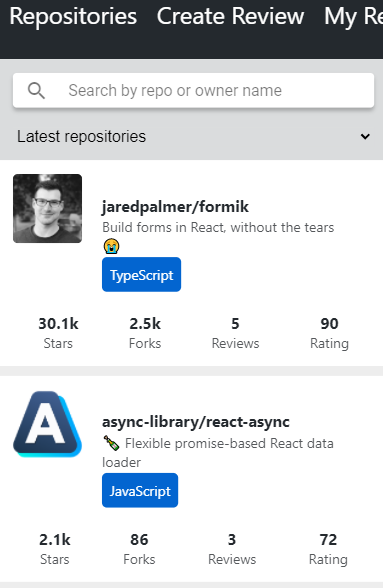 Repositories Create Review My Re
Search by repo or owner name
Latest repositories
jaredpalmer/formik
Build forms in React, without the tears
😭
TypeScript
30.1k 2.5k 5 90
Stars Forks Reviews Rating
A
async-library/react-async
🍾 Flexible promise-based React data
loader
JavaScript
2.1k 86 3 72
Stars Forks Reviews Rating